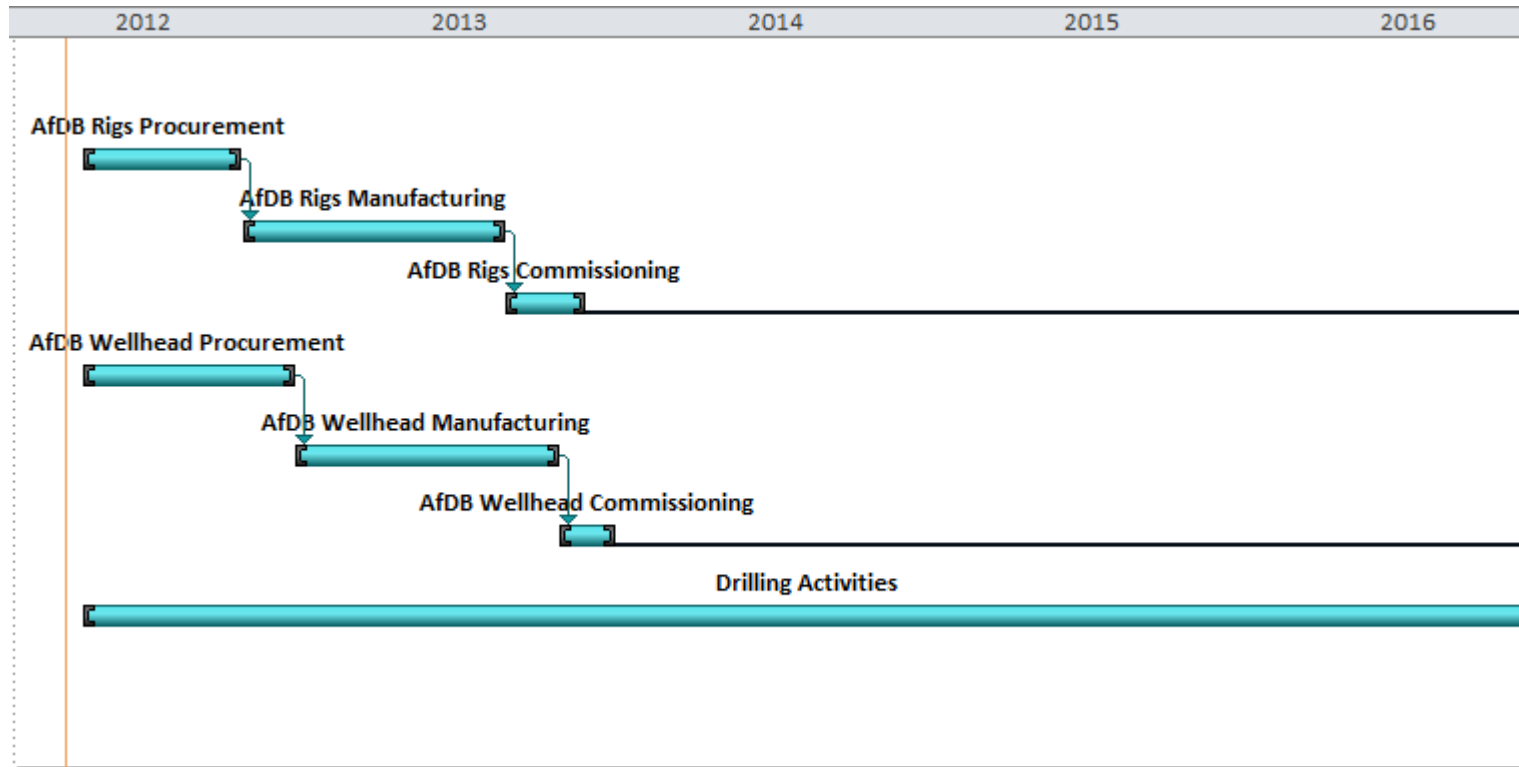 2012 2013 2014 2015 2016
AfDB Rigs Procurement
AfDB Rigs Manufacturing
AfDB Rigs Commissioning
AfDB Wellhead Procurement
AfDB Wellhead Manufacturing
AfDB Wellhead Commissioning
Drilling Activities